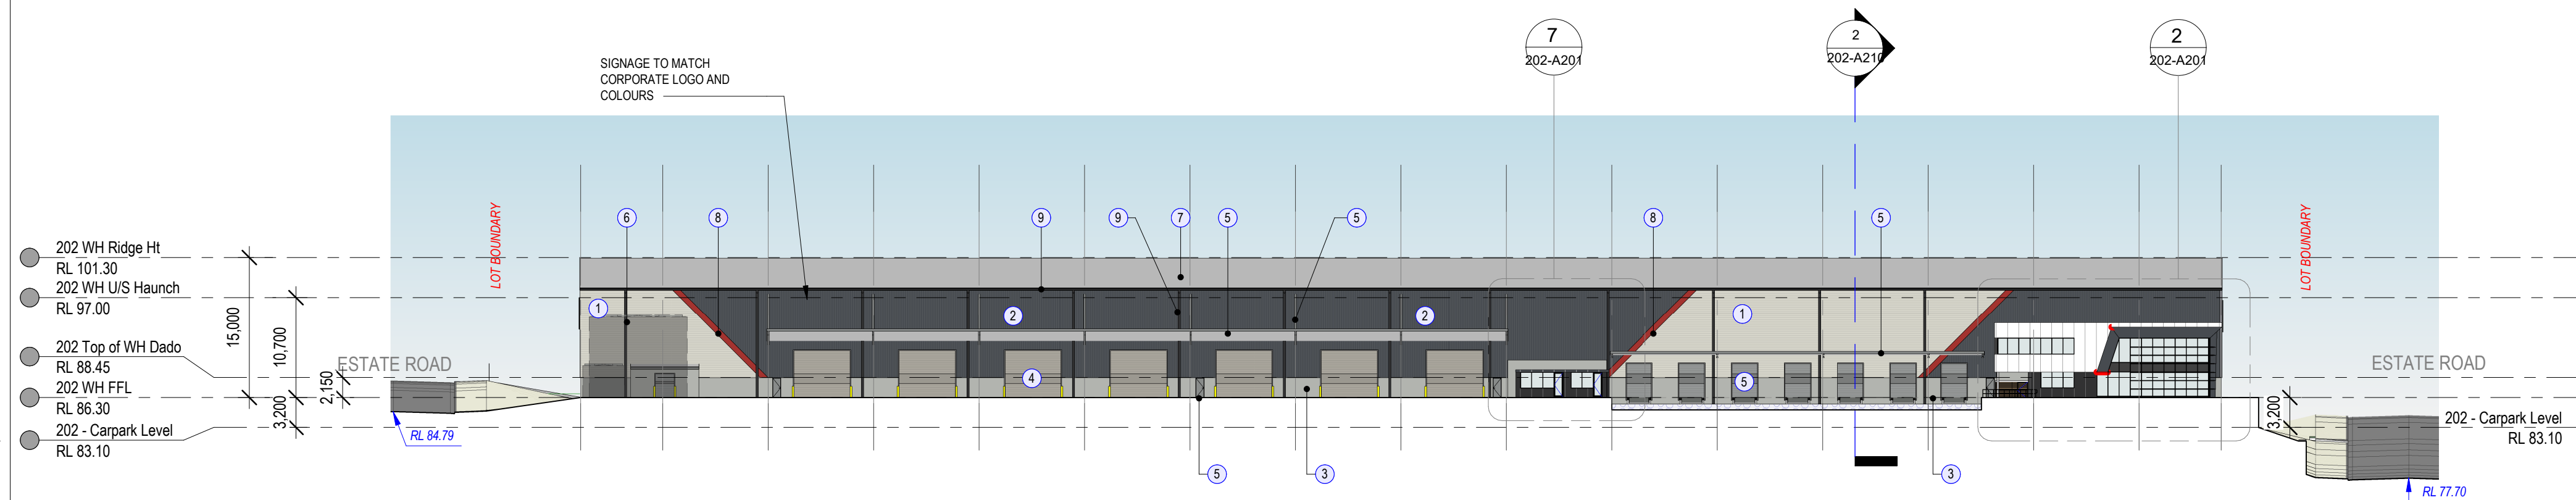 7
202-A201
2
202-A210
2
202-A201
SIGNAGE TO MATCH
CORPORATE LOGO AND
COLOURS
LOT BOUNDARY
LOT BOUNDARY
6
8
9
9
7
5
5
8
5
202 WH Ridge Ht
RL 101.30
202 WH U/S Haunch
RL 97.00
202 Top of WH Dado
RL 88.45
202 WH FFL
RL 86.30
202 - Carpark Level
RL 83.10
15,000
10,700
2,150
3,200
1
2
2
1
ESTATE ROAD
ESTATE ROAD
4
5
3,200
202 - Carpark Level
RL 83.10
RL 84.79
5
3
3
RL 77.70